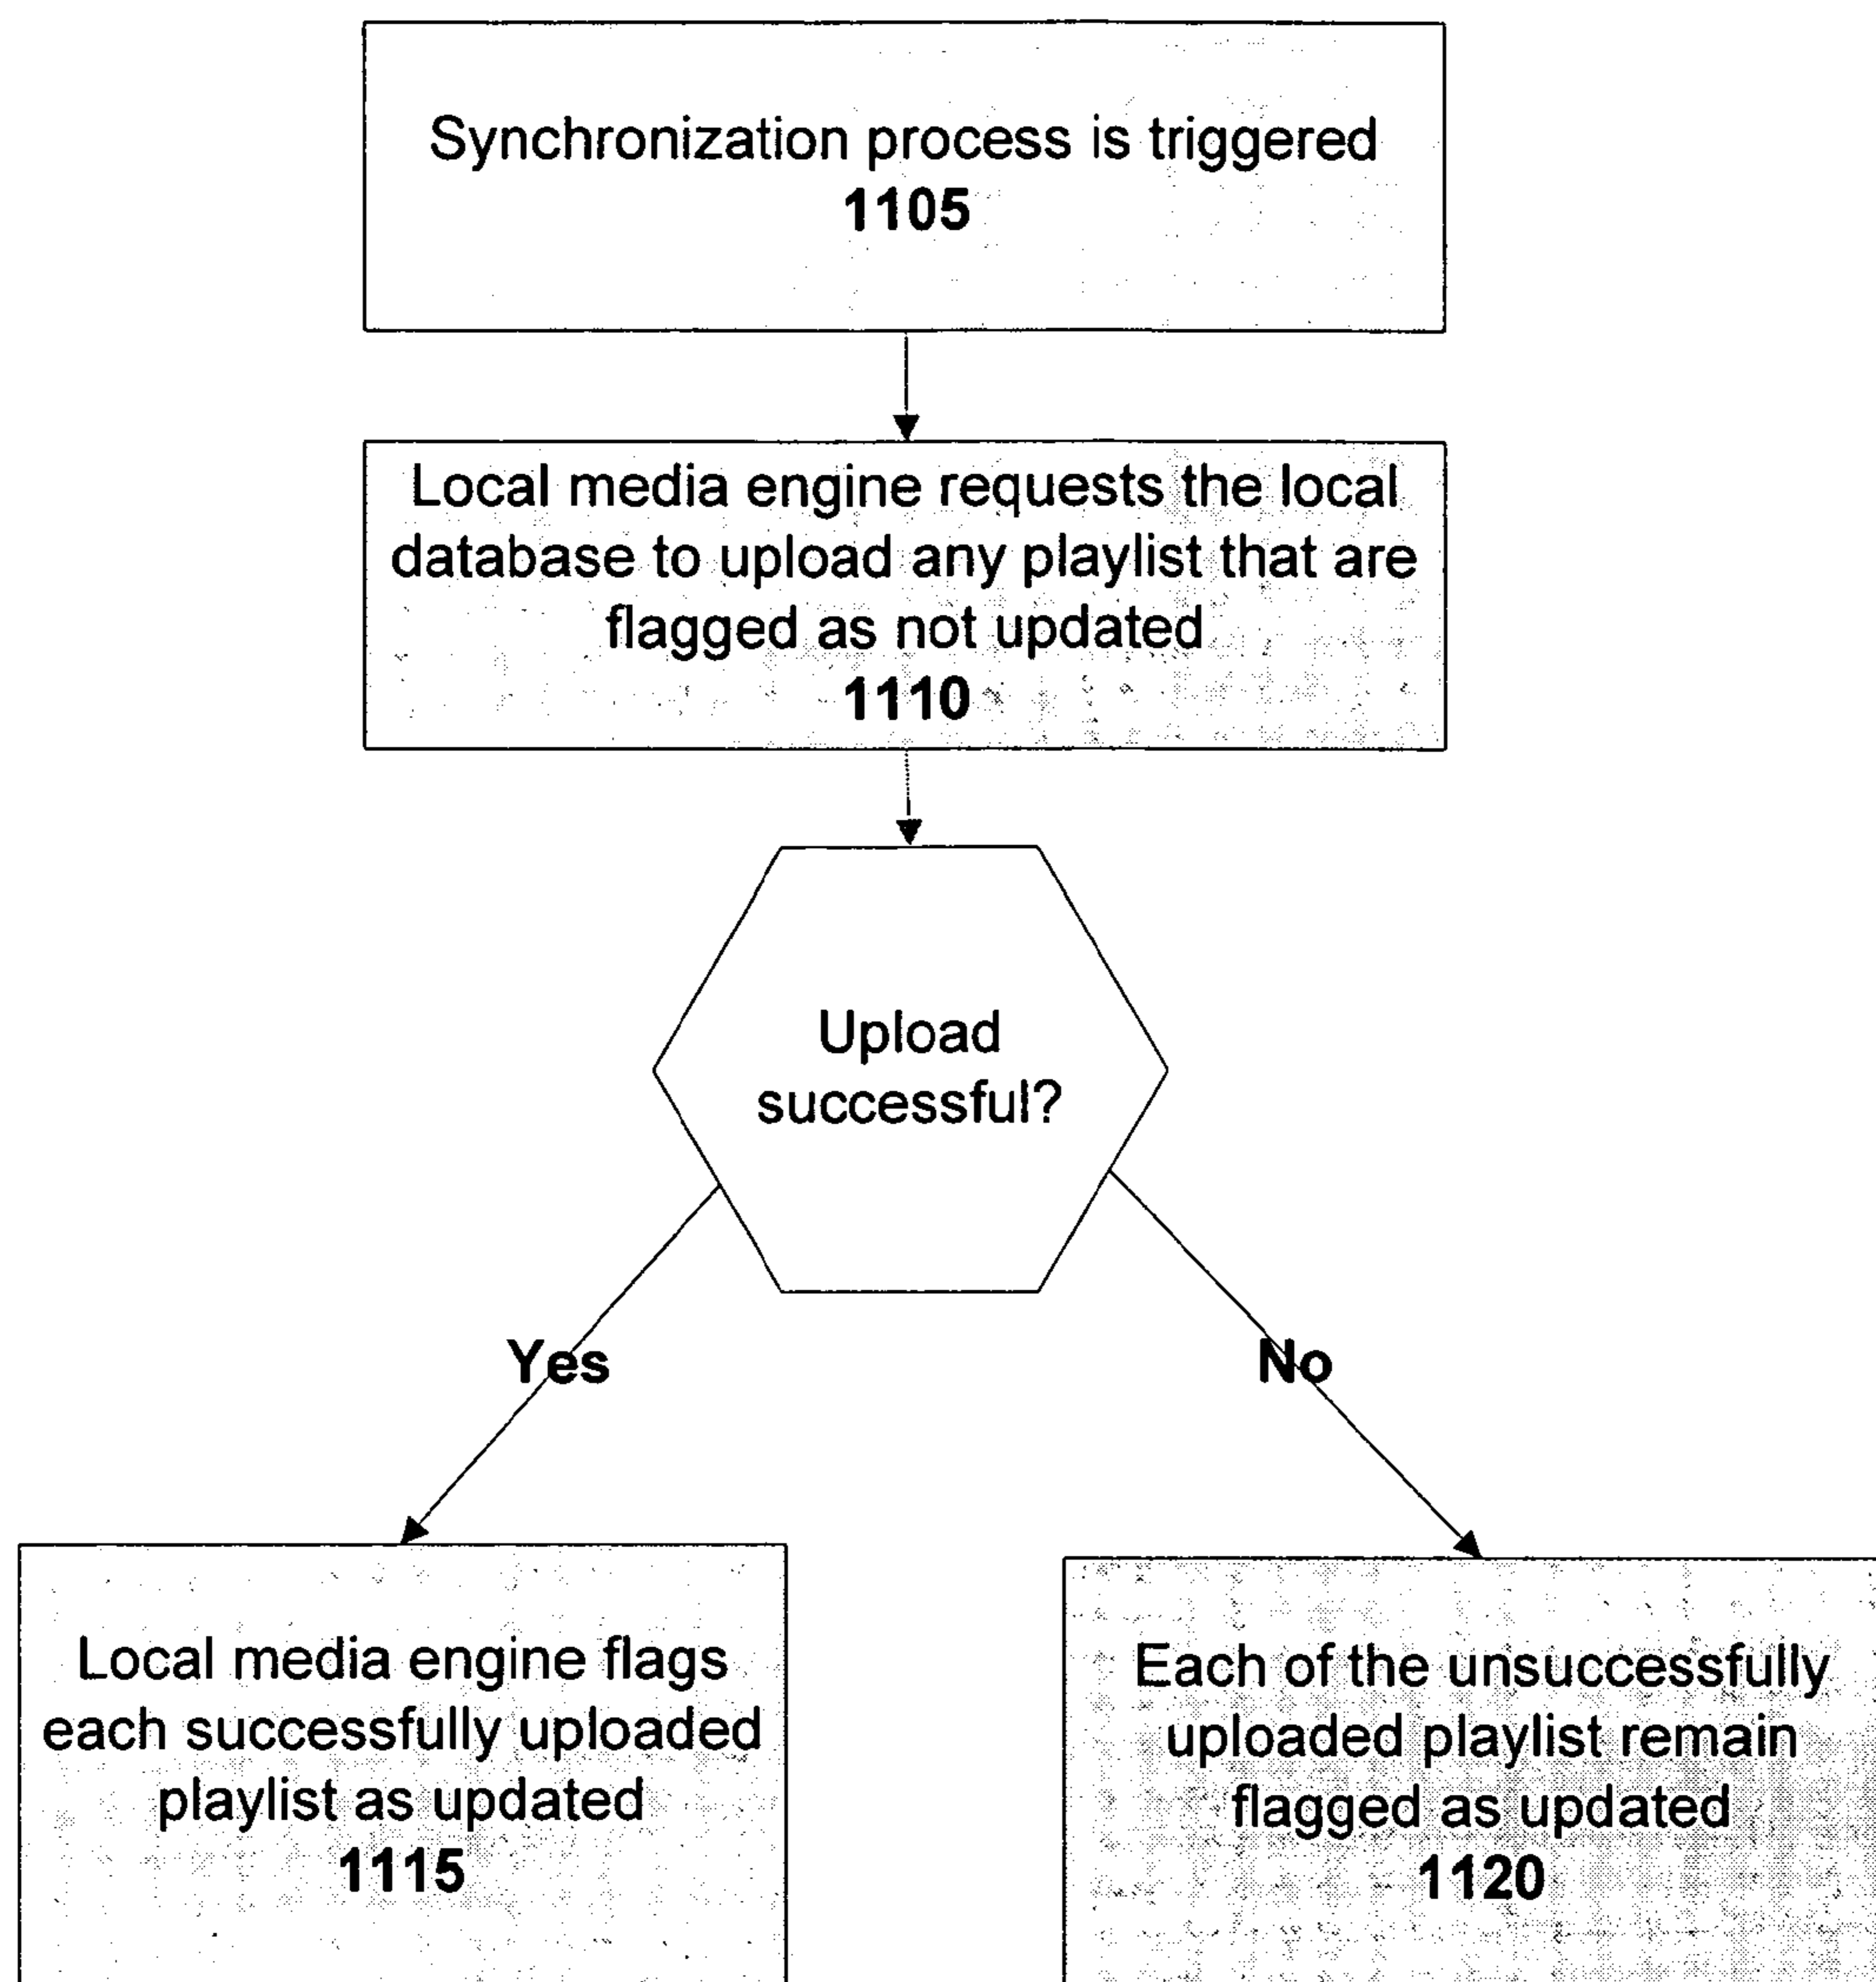 Synchronization process is triggered
1105
Local media engine requests the local
database to upload any playlist that are
flagged as not updated
1110
Upload
successful?
Yes
No
Local media engine flags
each successfully uploaded
playlist as updated
1115
Each of the unsuccessfully
uploaded playlist remain
flagged as updated
1120